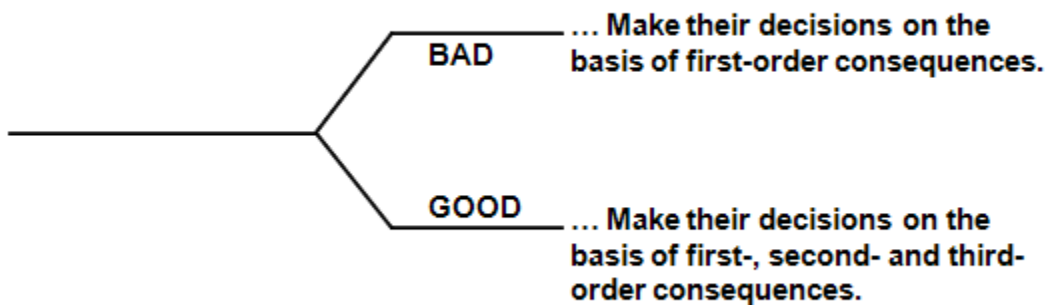 ... Make their decisions on the
BAD
basis of first-order consequences.
GOOD
... Make their decisions on the
basis of first-, second- and third-
order consequences.